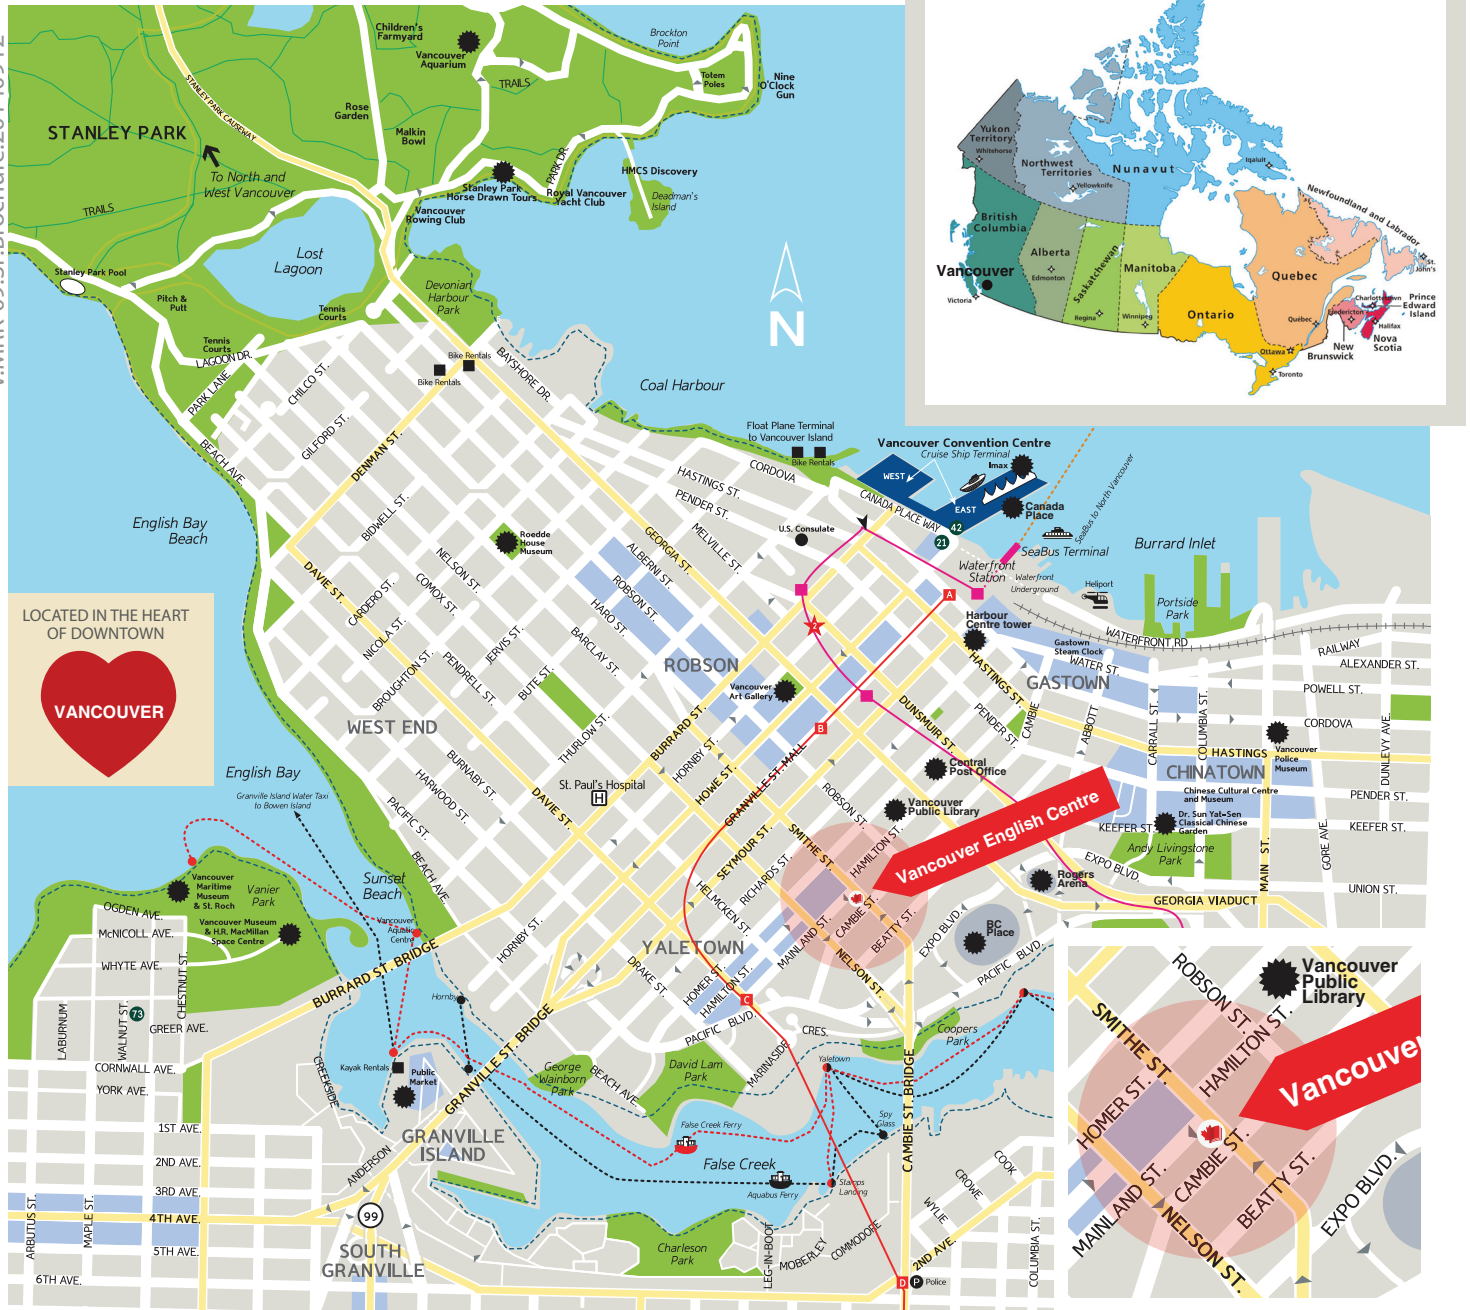 Children's
Farmyard
Vancouver
Aquarium
Brockton
Point
TRAILS
Totem
Poles
Nine
O'Clock
Gun
STANLEY PARK CAUSEWAY
Rose
Garden
Malkin
Bowl
STANLEY PARK
To North and
West Vancouver
TRAILS
PARK DR.
HMCS Discovery
Deadman's
Island
Stanley Park
Horse Drawn Tours
Royal Vancouver
Yacht Club
Vancouver
Rowing Club
Lost
Lagoon
Stanley Park Pool
Pitch &
Putt
Tennis
Courts
Devonian
Harbour
Park
Tennis
Courts
LAGOON DR.
PARK LANE
CHILCO ST.
GILFORD ST.
Bike Rentals
Bike Rentals
BAYSHORE DR.
N
Coal Harbour
BEACH AVE.
DENMAN ST.
BIDWELL ST.
Float Plane Terminal
to Vancouver Island
Bike Rentals
Vancouver Convention Centre
Cruise Ship Terminal
Imax
WEST
EAST
Canada
Place
CANADA PLACE WAY
42
21
SeaBus to North Vancouver
SeaBus Terminal
Burrard Inlet
HASTINGS ST.
CORDOVA
PENDER ST.
MELVILLE ST.
U.S. Consulate
GEORGIA ST.
ALBERNI ST.
ROBSON ST.
HARO ST.
BARCLAY ST.
NELSON ST.
COMOX ST.
Roedde
House
Museum
English Bay
Beach
DAVIE ST.
CARDERO ST.
NICOLA ST.
BROUGHTON ST.
PENDRELL ST.
JERVIS ST.
BUTE ST.
THURLOW ST.
BURRARD ST.
Waterfront
Station
Waterfront
Underground
Heliport
Portside
Park
WATERFRONT RD
RAILWAY
ALEXANDER ST.
POWELL ST.
CORDOVA
Harbour
Centre tower
Gastown
Steam Clock
WATER ST.
GASTOWN
HASTINGS ST.
PENDER ST.
CAMBIE
ABBOTT
CARRALL ST.
COLUMBIA ST.
DUNLEVY AVE.
HASTINGS
Vancouver
Police
Museum
CHINATOWN
Chinese Cultural Centre
and Museum
PENDER ST.
KEEFER ST.
KEEFER ST.
Dr. Sun Yat-Sen
Classical Chinese
Garden
Andy Livingstone
Park
MAIN ST.
GORE AVE.
UNION ST.
EXPO BLVD.
GEORGIA VIADUCT
A
2
B
ROBSON
Vancouver
Art Gallery
LOCATED IN THE HEART
OF DOWNTOWN
VANCOUVER
WEST END
BURNABY ST.
HARWOOD ST.
PACIFIC ST.
BEACH AVE.
DAVIE ST.
St. Paul's Hospital
H
HORNBY ST.
HOWE ST.
GRANVILLE ST. MALL
SEYMOUR ST.
RICHARDS ST.
DUNSMUIR ST.
Central
Post Office
Vancouver
Public Library
ROBSON ST.
SMITHE ST.
HAMILTON ST.
Vancouver English Centre
Rogers
Arena
BC
Place
English Bay
Granville Island Water Taxi
to Bowen Island
Sunset
Beach
Vancouver
Maritime
Museum
& St. Roch
Vanier
Park
Vancouver Museum
& H.R. MacMillan
Space Centre
Vancouver
Aquatic
Centre
HELMCKEN ST.
YALETOWN
DRAKE ST.
HOMER ST.
HAMILTON ST.
MAINLAND ST.
CAMBIE ST.
BEATTY ST.
NELSON ST.
EXPO BLVD.
PACIFIC BLVD.
HORNBY ST.
OGDEN AVE.
McNICOLL AVE.
WHYTE AVE.
CHESTNUT ST.
LABURNUM
WALNUT ST.
73
GREER AVE.
CORNWALL AVE.
YORK AVE.
BURRARD ST. BRIDGE
Hornby
GRANVILLE ST. BRIDGE
CREEKSIDE
Kayak Rentals
Public
Market
GRANVILLE
ISLAND
ANDERSON
George
Wainborn
Park
BEACH AVE.
David Lam
Park
PACIFIC BLVD.
C
MARINASIDE
CRES.
Yaletown
Coopers
Park
CAMBIE ST. BRIDGE
Spy
Glass
False Creek Ferry
False Creek
Aquabus Ferry
Stamps
Landing
1ST AVE.
2ND AVE.
3RD AVE.
4TH AVE.
5TH AVE.
6TH AVE.
ARBUTUS ST.
MAPLE ST.
99
SOUTH
GRANVILLE
Charleson
Park
LEG-IN-BOOT
MOBERLEY
COMMODORE
WYLIE
CROWE
COOK
2ND AVE.
COLUMBIA ST.
D
P
Police
Yukon
Territory
Whitehorse
Northwest
Territories
Yellowknife
Nunavut
Iqaluit
British
Columbia
Vancouver
Victoria
Alberta
Edmonton
Saskatchewan
Regina
Manitoba
Winnipeg
Ontario
Ottawa
Toronto
Quebec
Québec
Newfoundland and Labrador
St.
John's
Charlottetown
Prince
Edward
Island
Fredericton
Halifax
New
Brunswick
Nova
Scotia
ROBSON ST.
Vancouver
Public
Library
SMITHE ST.
HAMILTON ST.
HOMER ST.
Vancouver
MAINLAND ST.
CAMBIE ST.
BEATTY ST.
NELSON ST.
EXPO BLVD.